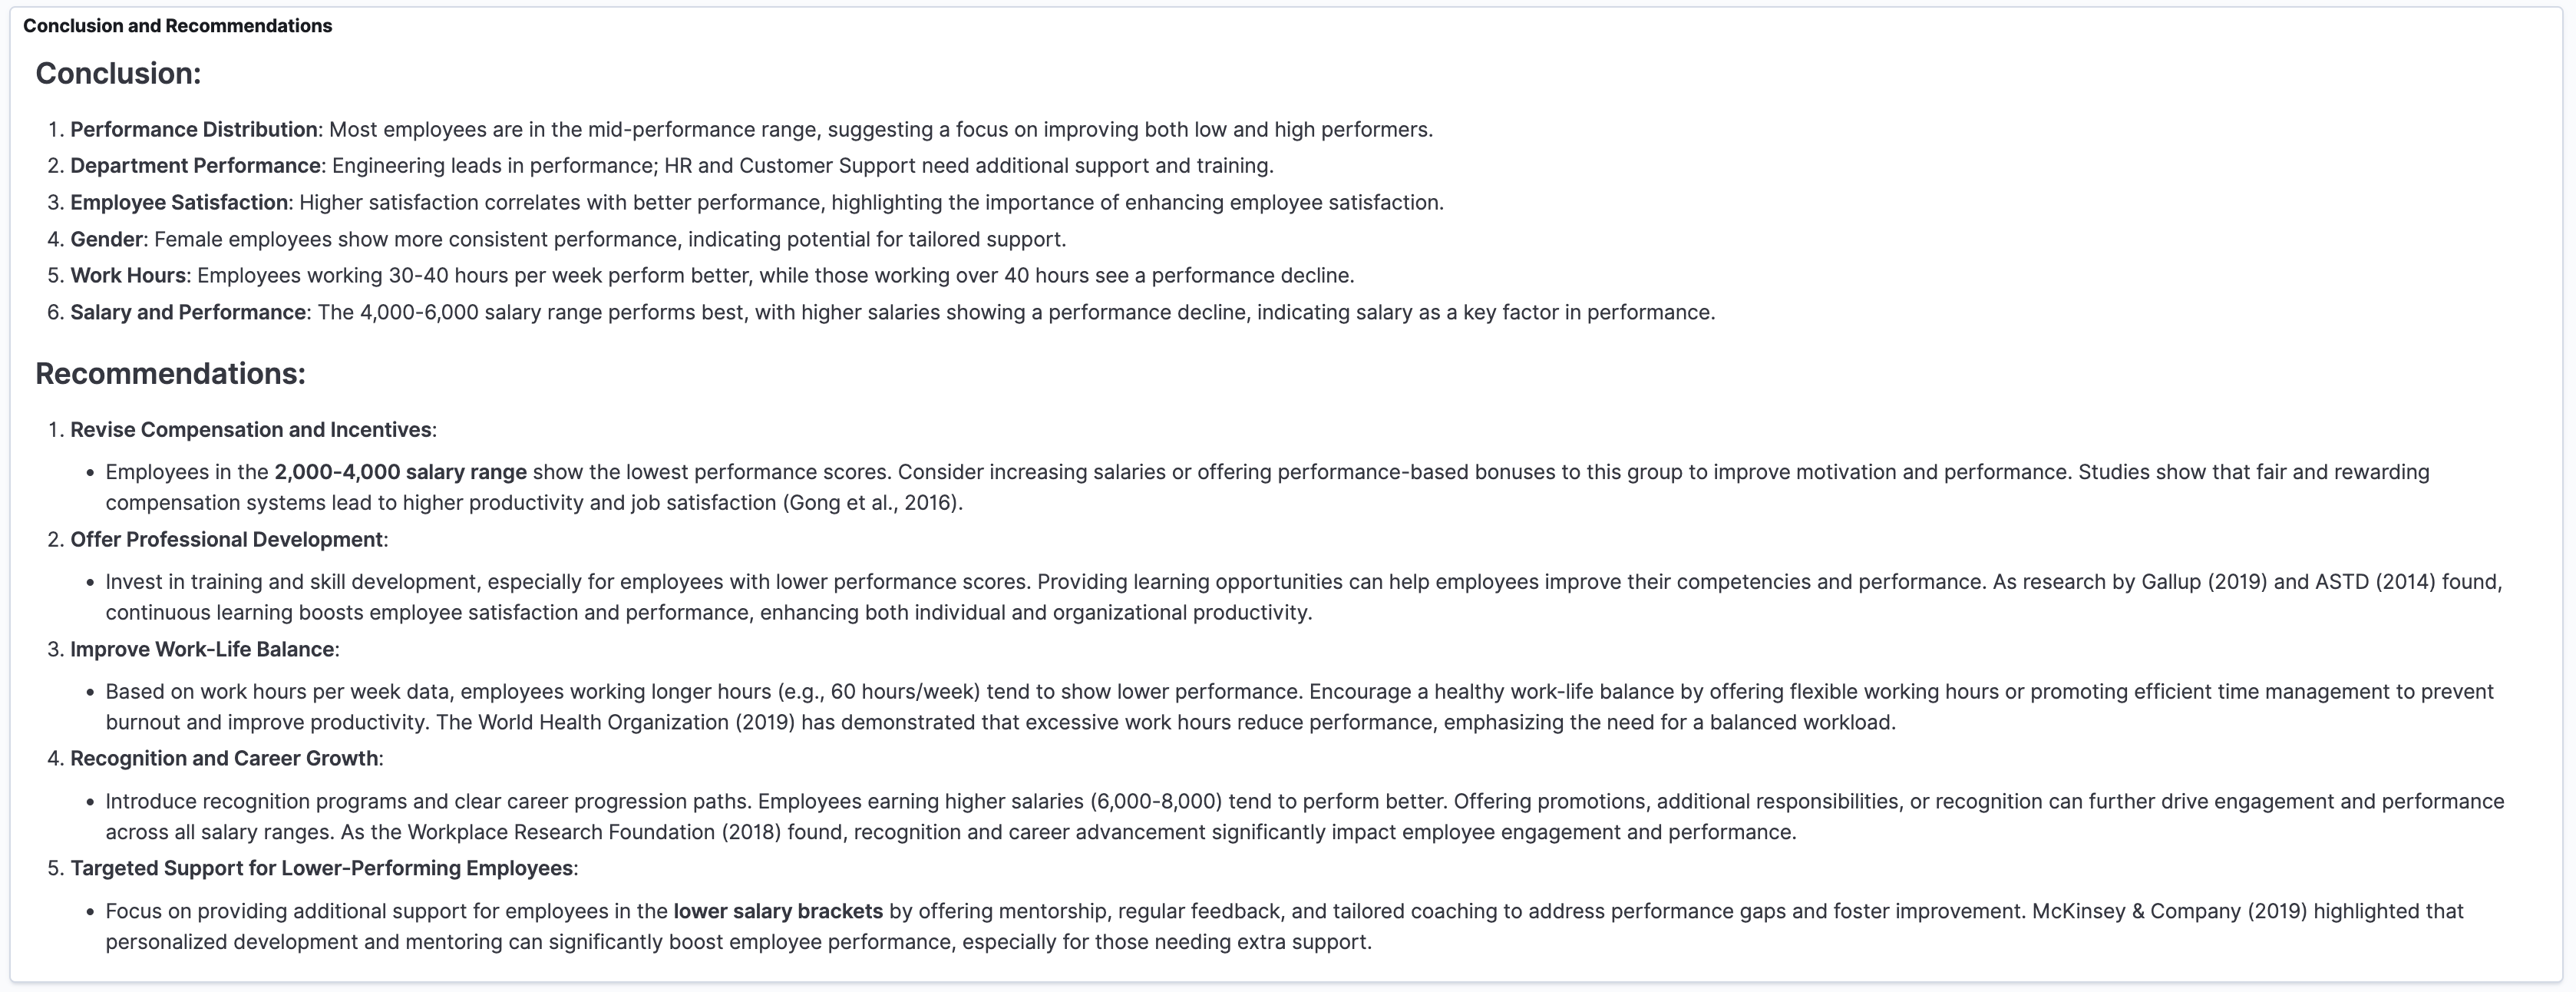 Conclusion and Recommendations
Conclusion:
1. Performance Distribution: Most employees are in the mid-performance range, suggesting a focus on improving both low and high performers.
2. Department Performance: Engineering leads in performance; HR and Customer Support need additional support and training.
3. Employee Satisfaction: Higher satisfaction correlates with better performance, highlighting the importance of enhancing employee satisfaction.
4. Gender: Female employees show more consistent performance, indicating potential for tailored support.
5. Work Hours: Employees working 30-40 hours per week perform better, while those working over 40 hours see a performance decline.
6. Salary and Performance: The 4,000-6,000 salary range performs best, with higher salaries showing a performance decline, indicating salary as a key factor in performance.
Recommendations:
1. Revise Compensation and Incentives:
• Employees in the 2,000-4,000 salary range show the lowest performance scores. Consider increasing salaries or offering performance-based bonuses to this group to improve motivation and performance. Studies show that fair and rewarding
compensation systems lead to higher productivity and job satisfaction (Gong et al., 2016).
2. Offer Professional Development:
• Invest in training and skill development, especially for employees with lower performance scores. Providing learning opportunities can help employees improve their competencies and performance. As research by Gallup (2019) and ASTD (2014) found,
continuous learning boosts employee satisfaction and performance, enhancing both individual and organizational productivity.
3. Improve Work-Life Balance:
• Based on work hours per week data, employees working longer hours (e.g., 60 hours/week) tend to show lower performance. Encourage a healthy work-life balance by offering flexible working hours or promoting efficient time management to prevent
burnout and improve productivity. The World Health Organization (2019) has demonstrated that excessive work hours reduce performance, emphasizing the need for a balanced workload.
4. Recognition and Career Growth:
• Introduce recognition programs and clear career progression paths. Employees earning higher salaries (6,000-8,000) tend to perform better. Offering promotions, additional responsibilities, or recognition can further drive engagement and performance
across all salary ranges. As the Workplace Research Foundation (2018) found, recognition and career advancement significantly impact employee engagement and performance.
5. Targeted Support for Lower-Performing Employees:
• Focus on providing additional support for employees in the lower salary brackets by offering mentorship, regular feedback, and tailored coaching to address performance gaps and foster improvement. McKinsey & Company (2019) highlighted that
personalized development and mentoring can significantly boost employee performance, especially for those needing extra support.